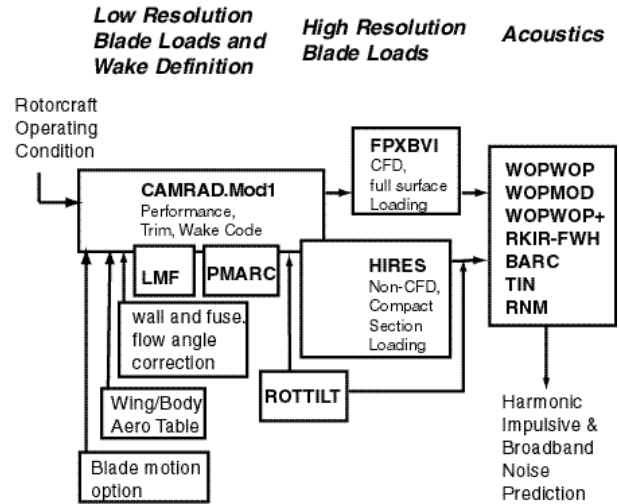 Low Resolution
Blade Loads and
Wake Definition
High Resolution
Blade Loads
Acoustics
Rotorcraft
Operating
Condition
CAMRAD.Mod1
Performance,
Trim, Wake Code
LMF
PMARC
wall and fuse.
flow angle
correction
Wing/Body
Aero Table
Blade motion
option
ROTTILT
FPXBVI
CFD,
full surface
Loading
HIRES
Non-CFD,
Compact
Section
Loading
WOPWOP
WOPMOD
WOPWOP+
RKIR-FWH
BARC
TIN
RNM
Harmonic
Impulsive &
Broadband
Noise
Prediction